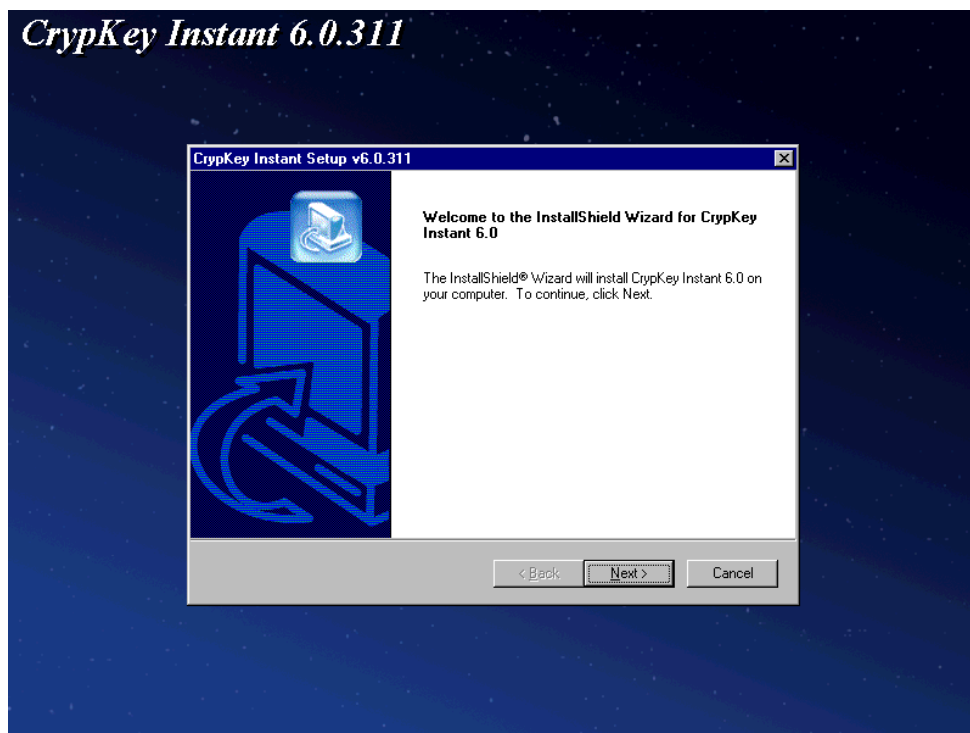 CrypKey Instant 6.0.311
CrypKey Instant Setup v6.0.311
Welcome to the InstallShield Wizard for CrypKey
Instant 6.0
The InstallShield® Wizard will install CrypKey Instant 6.0 on
your computer. To continue, click Next.
< Back
Next >
Cancel